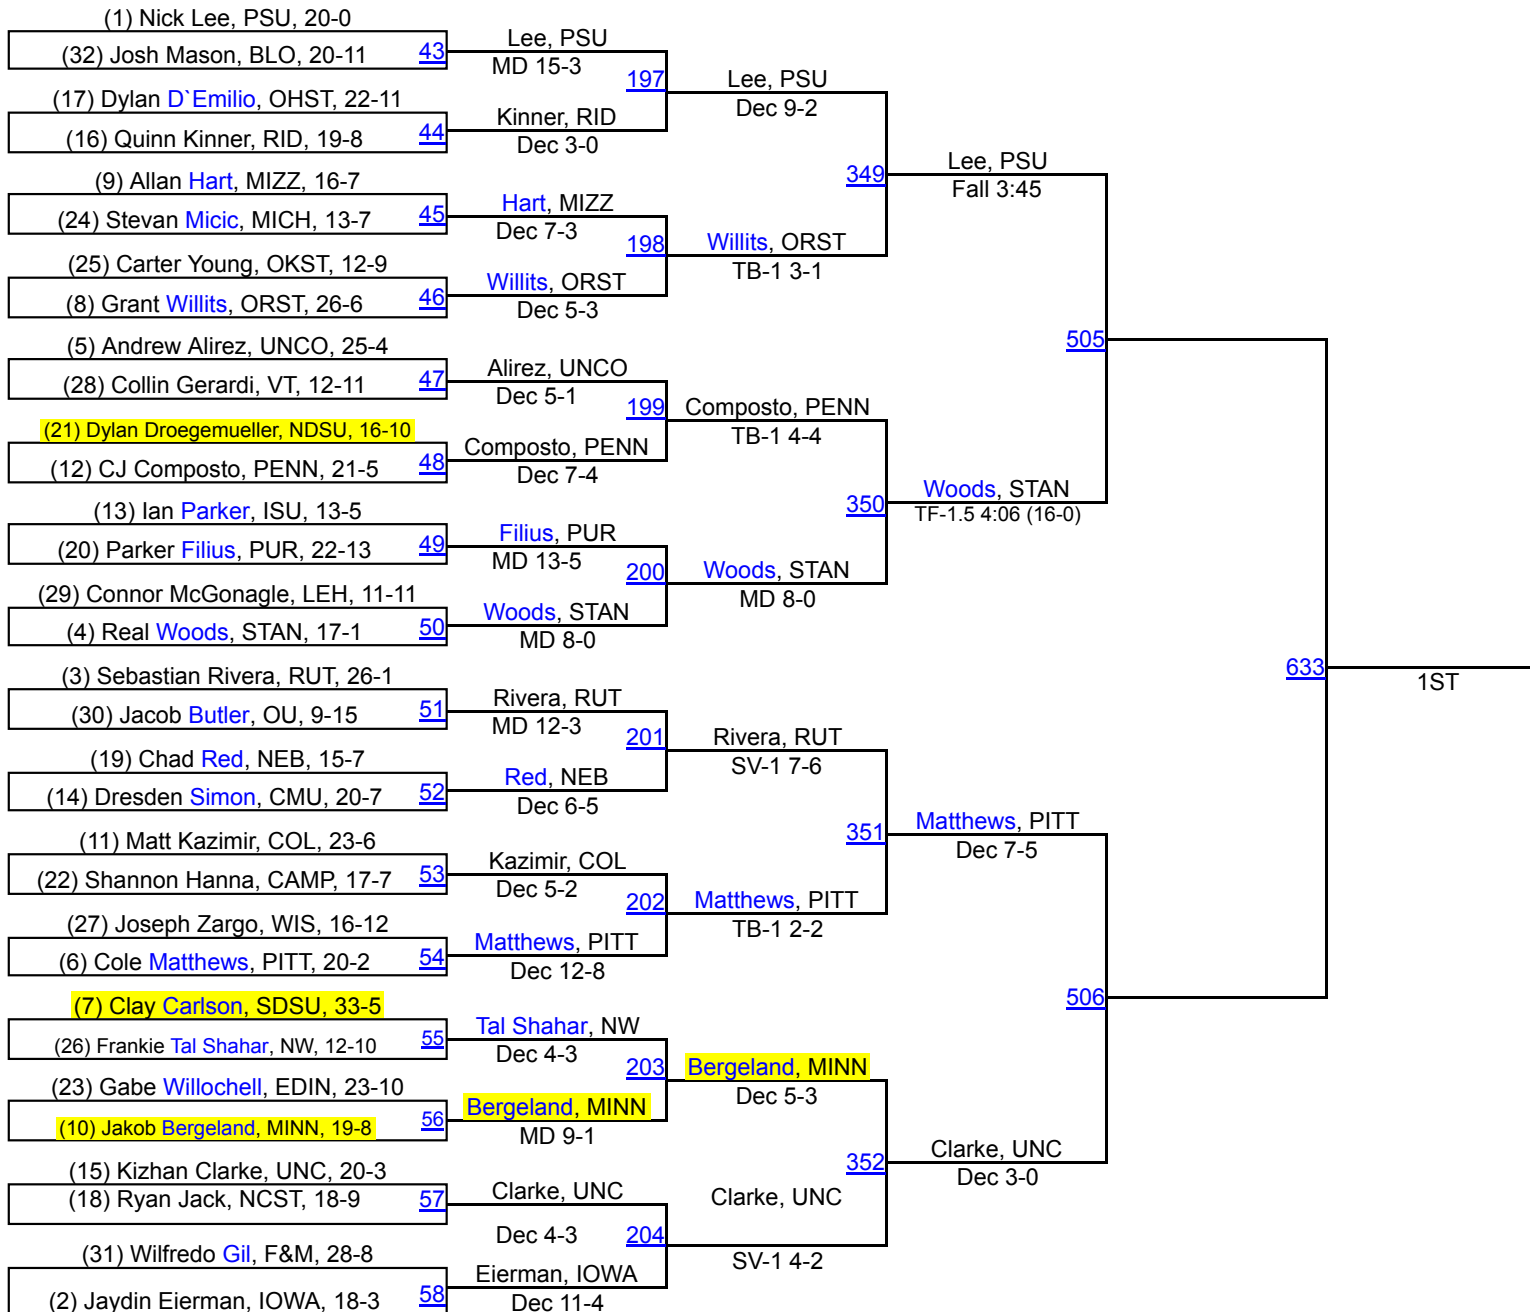 (1) Nick Lee, PSU, 20-0
(32) Josh Mason, BLO, 20-11
43
(17) Dylan D`Emilio, OHST, 22-11
(16) Quinn Kinner, RID, 19-8
44
(9) Allan Hart, MIZZ, 16-7
(24) Stevan Micic, MICH, 13-7
45
(25) Carter Young, OKST, 12-9
(8) Grant Willits, ORST, 26-6
46
(5) Andrew Alirez, UNCO, 25-4
(28) Collin Gerardi, VT, 12-11
47
(21) Dylan Droegemueller, NDSU, 16-10
(12) CJ Composto, PENN, 21-5
48
(13) Ian Parker, ISU, 13-5
(20) Parker Filius, PUR, 22-13
49
(29) Connor McGonagle, LEH, 11-11
(4) Real Woods, STAN, 17-1
50
(3) Sebastian Rivera, RUT, 26-1
(30) Jacob Butler, OU, 9-15
51
(19) Chad Red, NEB, 15-7
(14) Dresden Simon, CMU, 20-7
52
(11) Matt Kazimir, COL, 23-6
(22) Shannon Hanna, CAMP, 17-7
53
(27) Joseph Zargo, WIS, 16-12
(6) Cole Matthews, PITT, 20-2
54
(7) Clay Carlson, SDSU, 33-5
(26) Frankie Tal Shahar, NW, 12-10
55
(23) Gabe Willochell, EDIN, 23-10
(10) Jakob Bergeland, MINN, 19-8
56
(15) Kizhan Clarke, UNC, 20-3
(18) Ryan Jack, NCST, 18-9
57
(31) Wilfredo Gil, F&M, 28-8
(2) Jaydin Eierman, IOWA, 18-3
58
Lee, PSU
MD 15-3
197
Kinner, RID
Dec 3-0
Hart, MIZZ
Dec 7-3
198
Willits, ORST
Dec 5-3
Alirez, UNCO
Dec 5-1
199
Composto, PENN
Dec 7-4
Filius, PUR
MD 13-5
200
Woods, STAN
MD 8-0
Rivera, RUT
MD 12-3
201
Red, NEB
Dec 6-5
Kazimir, COL
Dec 5-2
202
Matthews, PITT
Dec 12-8
Tal Shahar, NW
Dec 4-3
203
Bergeland, MINN
MD 9-1
Clarke, UNC
Dec 4-3
204
Eierman, IOWA
Dec 11-4
Lee, PSU
Dec 9-2
349
Willits, ORST
TB-1 3-1
Composto, PENN
TB-1 4-4
350
Woods, STAN
MD 8-0
Rivera, RUT
SV-1 7-6
351
Matthews, PITT
TB-1 2-2
Bergeland, MINN
Dec 5-3
352
Clarke, UNC
SV-1 4-2
Lee, PSU
Fall 3:45
505
Woods, STAN
TF-1.5 4:06 (16-0)
Matthews, PITT
Dec 7-5
506
Clarke, UNC
Dec 3-0
633
1ST